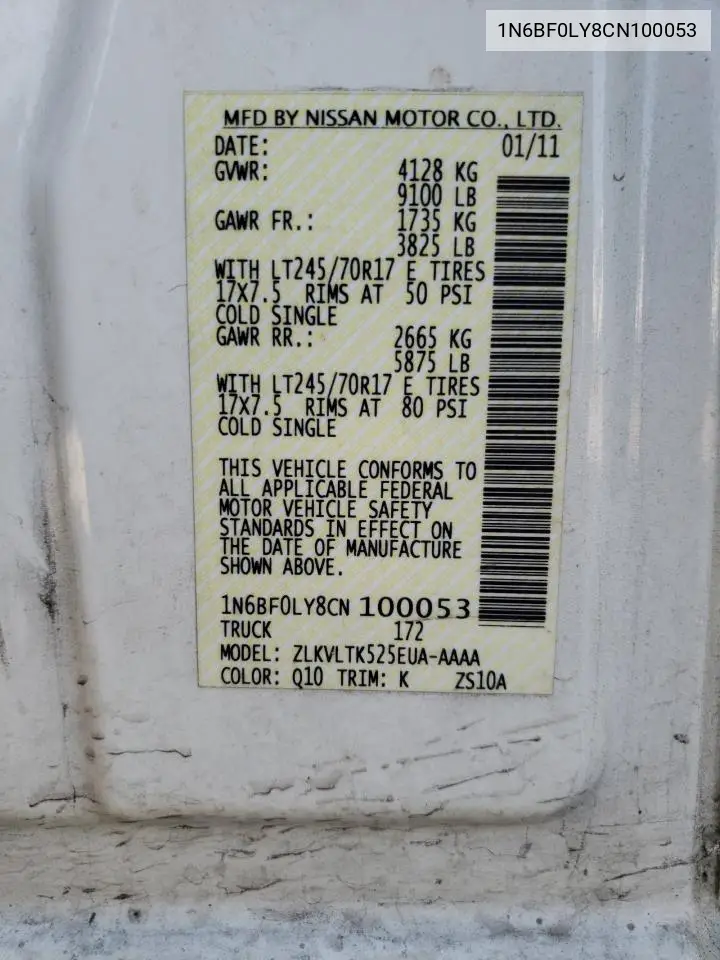 1N6BF0LY8CN100053
MFD BY NISSAN MOTOR CO., LTD.
DATE: 01/11
GVWR: 4128 KG
9100 LB
GAWR FR.: 1735 KG
3825 LB
WITH LT245/70R17 E TIRES
17X7.5 RIMS AT 50 PSI
COLD SINGLE
GAWR RR.: 2665 KG
5875 LB
WITH LT245/70R17 E TIRES
17X7.5 RIMS AT 80 PSI
COLD SINGLE
THIS VEHICLE CONFORMS TO
ALL APPLICABLE FEDERAL
MOTOR VEHICLE SAFETY
STANDARDS IN EFFECT ON
THE DATE OF MANUFACTURE
SHOWN ABOVE.
1N6BF0LY8CN 100053
TRUCK 172
MODEL: ZLKVLTK525EUA-AAAA
COLOR: Q10 TRIM: K ZS10A